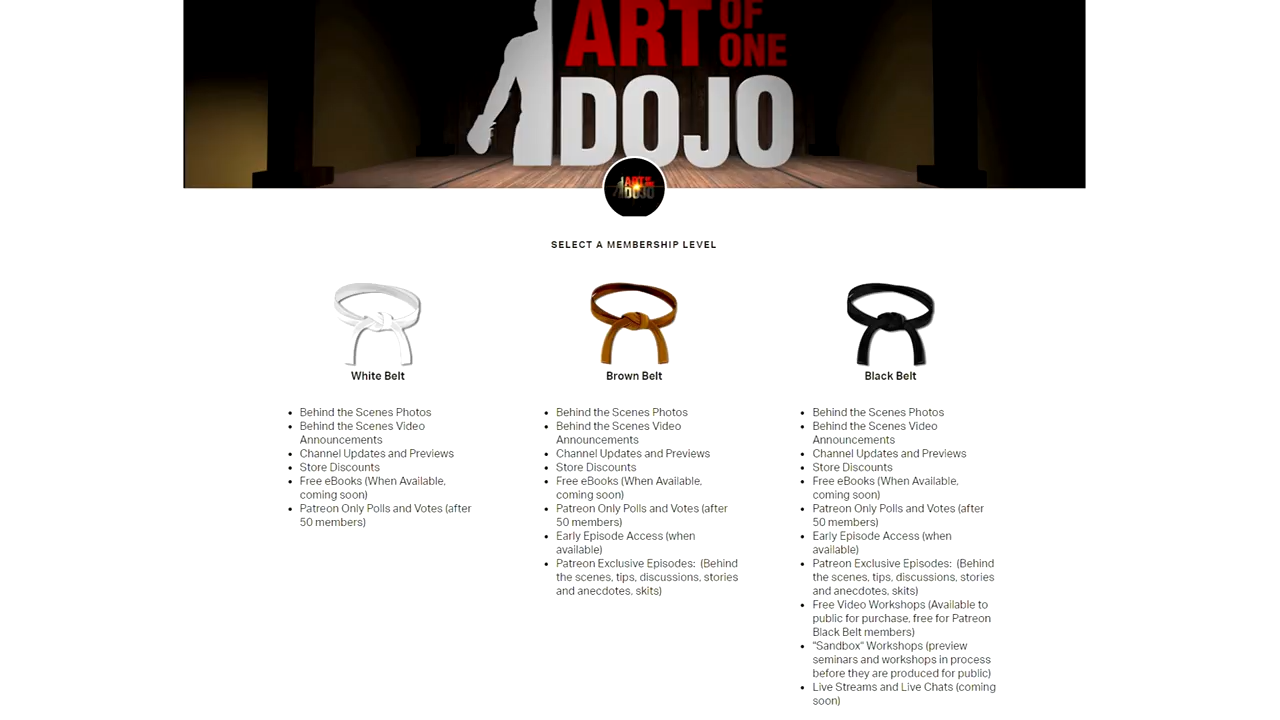 ART OF
ONE
DOJO
ART OF
DOJO
SELECT A MEMBERSHIP LEVEL
White Belt
Behind the Scenes Photos
Behind the Scenes Video
Announcements
Channel Updates and Previews
Store Discounts
Free eBooks (When Available,
coming soon)
Patreon Only Polls and Votes (after
50 members)
Brown Belt
Behind the Scenes Photos
Behind the Scenes Video
Announcements
Channel Updates and Previews
Store Discounts
Free eBooks (When Available,
coming soon)
Patreon Only Polls and Votes (after
50 members)
Early Episode Access (when
available)
Patreon Exclusive Episodes:  (Behind
the scenes, tips, discussions, stories
and anecdotes, skits)
Black Belt
Behind the Scenes Photos
Behind the Scenes Video
Announcements
Channel Updates and Previews
Store Discounts
Free eBooks (When Available,
coming soon)
Patreon Only Polls and Votes (after
50 members)
Early Episode Access (when
available)
Patreon Exclusive Episodes:  (Behind
the scenes, tips, discussions, stories
and anecdotes, skits)
Free Video Workshops (Available to
public for purchase, free for Patreon
Black Belt members)
"Sandbox" Workshops (preview
seminars and workshops in process
before they are produced for public)
Live Streams and Live Chats (coming
soon)